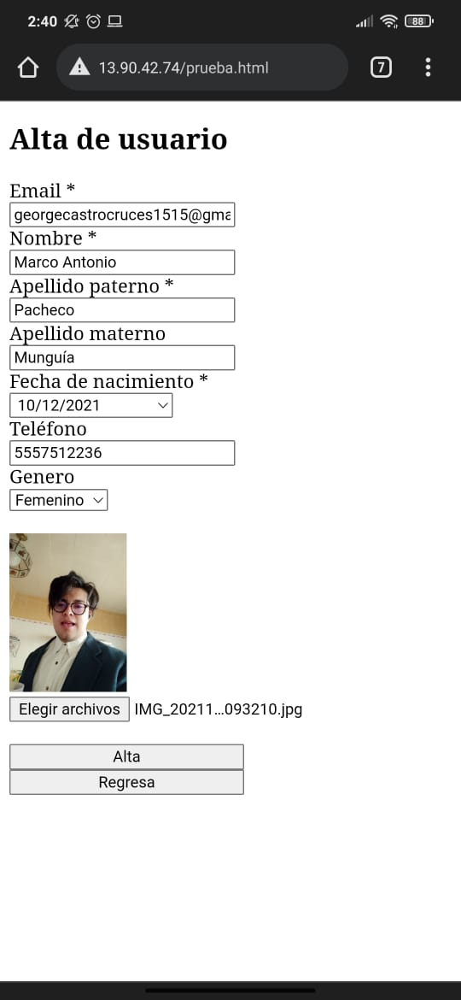 2:40
88
13.90.42.74/prueba.html
7
Alta de usuario
Email *
georgecastrocruces1515@gma
Nombre *
Marco Antonio
Apellido paterno *
Pacheco
Apellido materno
Munguía
Fecha de nacimiento *
10/12/2021
Teléfono
5557512236
Genero
Femenino
Elegir archivos IMG_20211...093210.jpg
Alta
Regresa